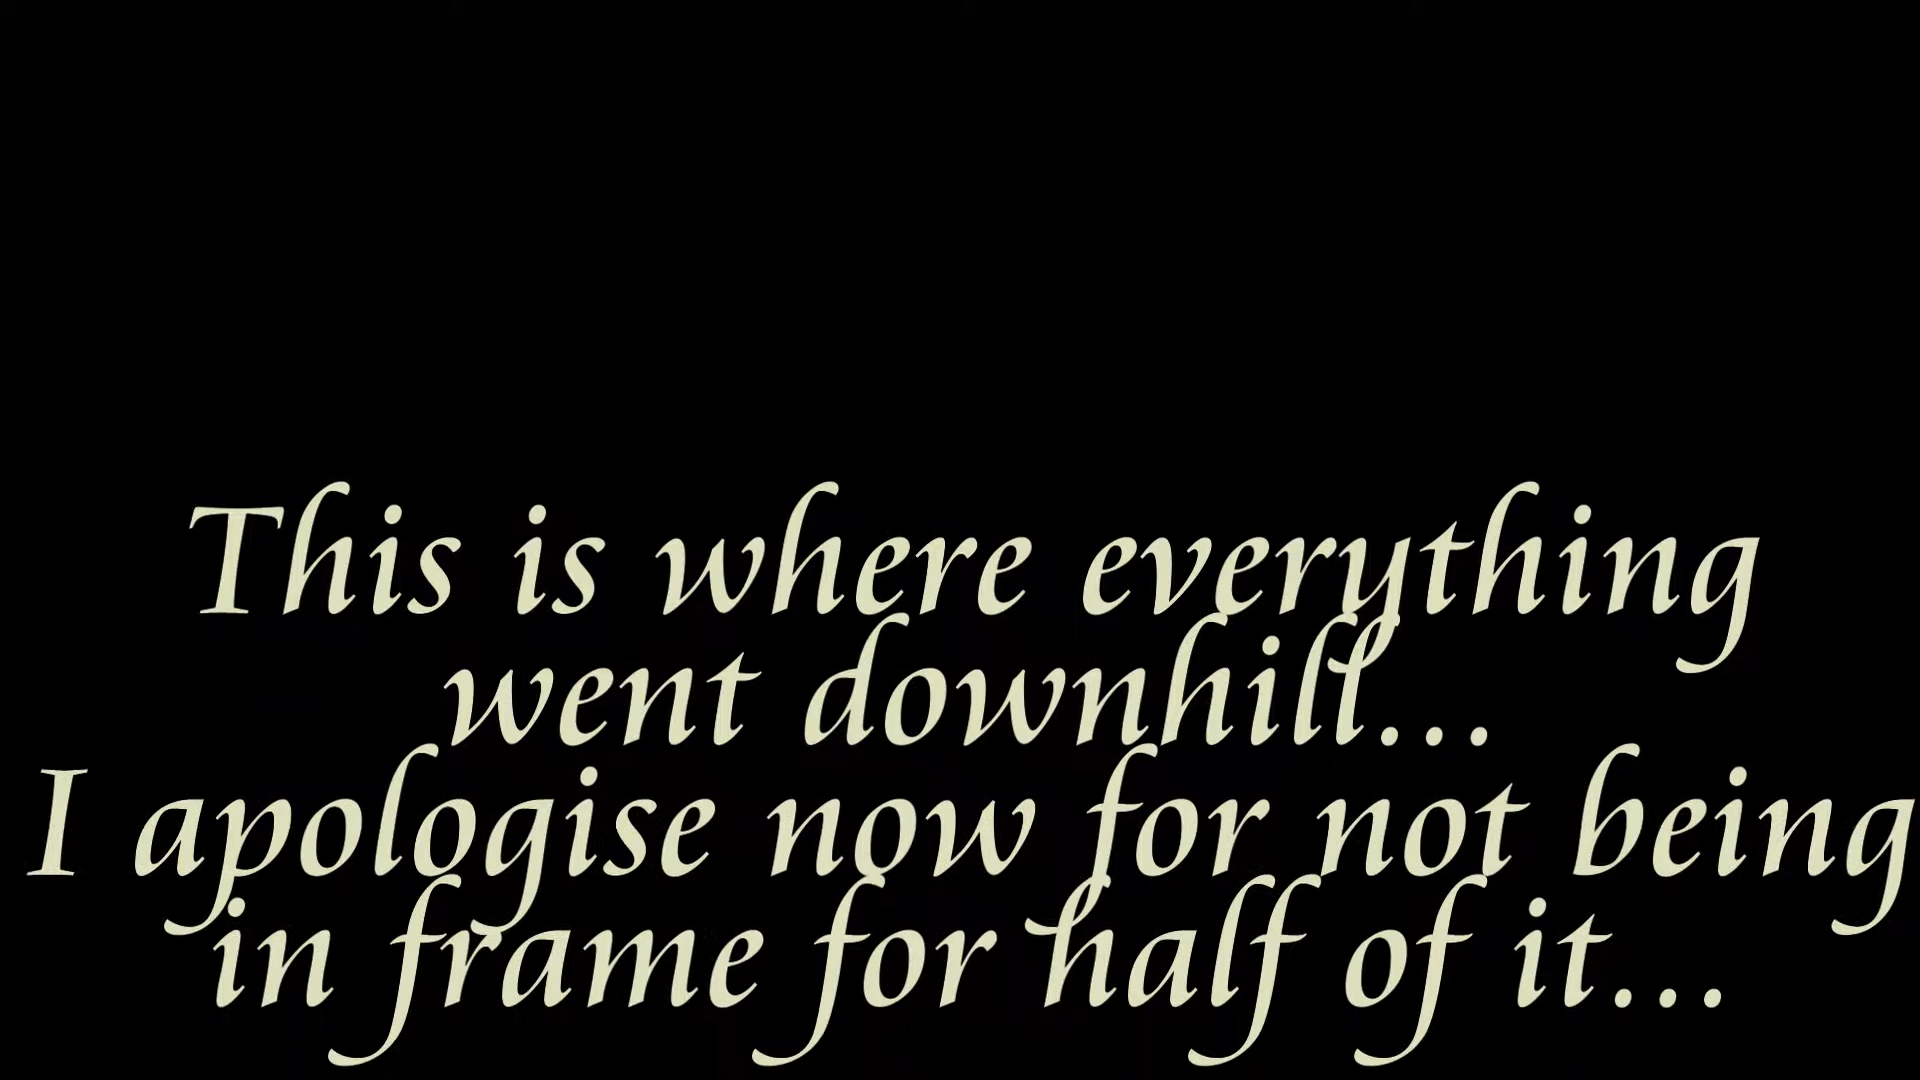 This is where everything
went downhill...
I apologise now for not being
in frame for half of it...